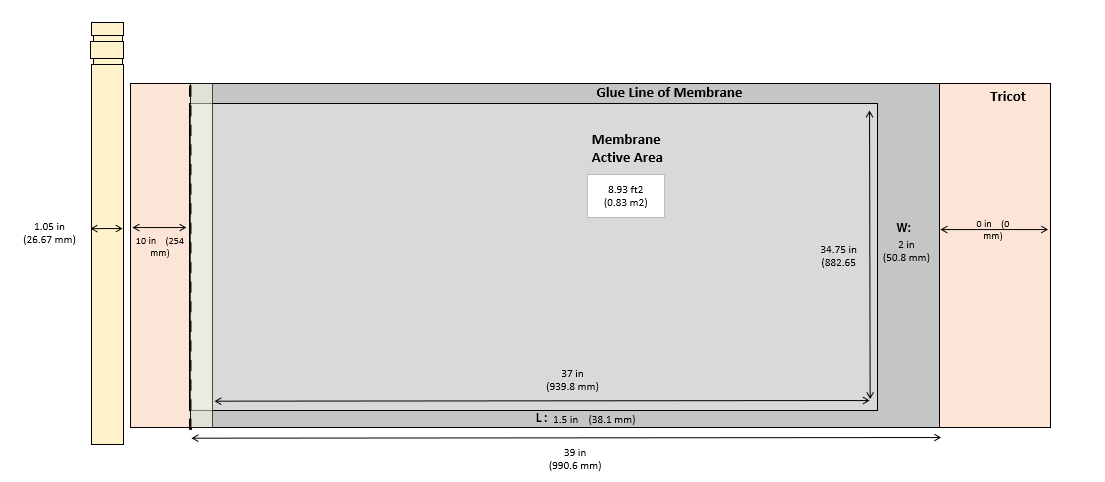 Glue Line of Membrane
Tricot
Membrane
Active Area
8.93 ft2
(0.83 m2)
1.05 in
(26.67 mm)
10 in (254
mm)
34.75 in
(882.65
W:
2 in
(50.8 mm)
0 in (0
mm)
37 in
(939.8 mm)
L: 1.5 in (38.1 mm)
39 in
(990.6 mm)